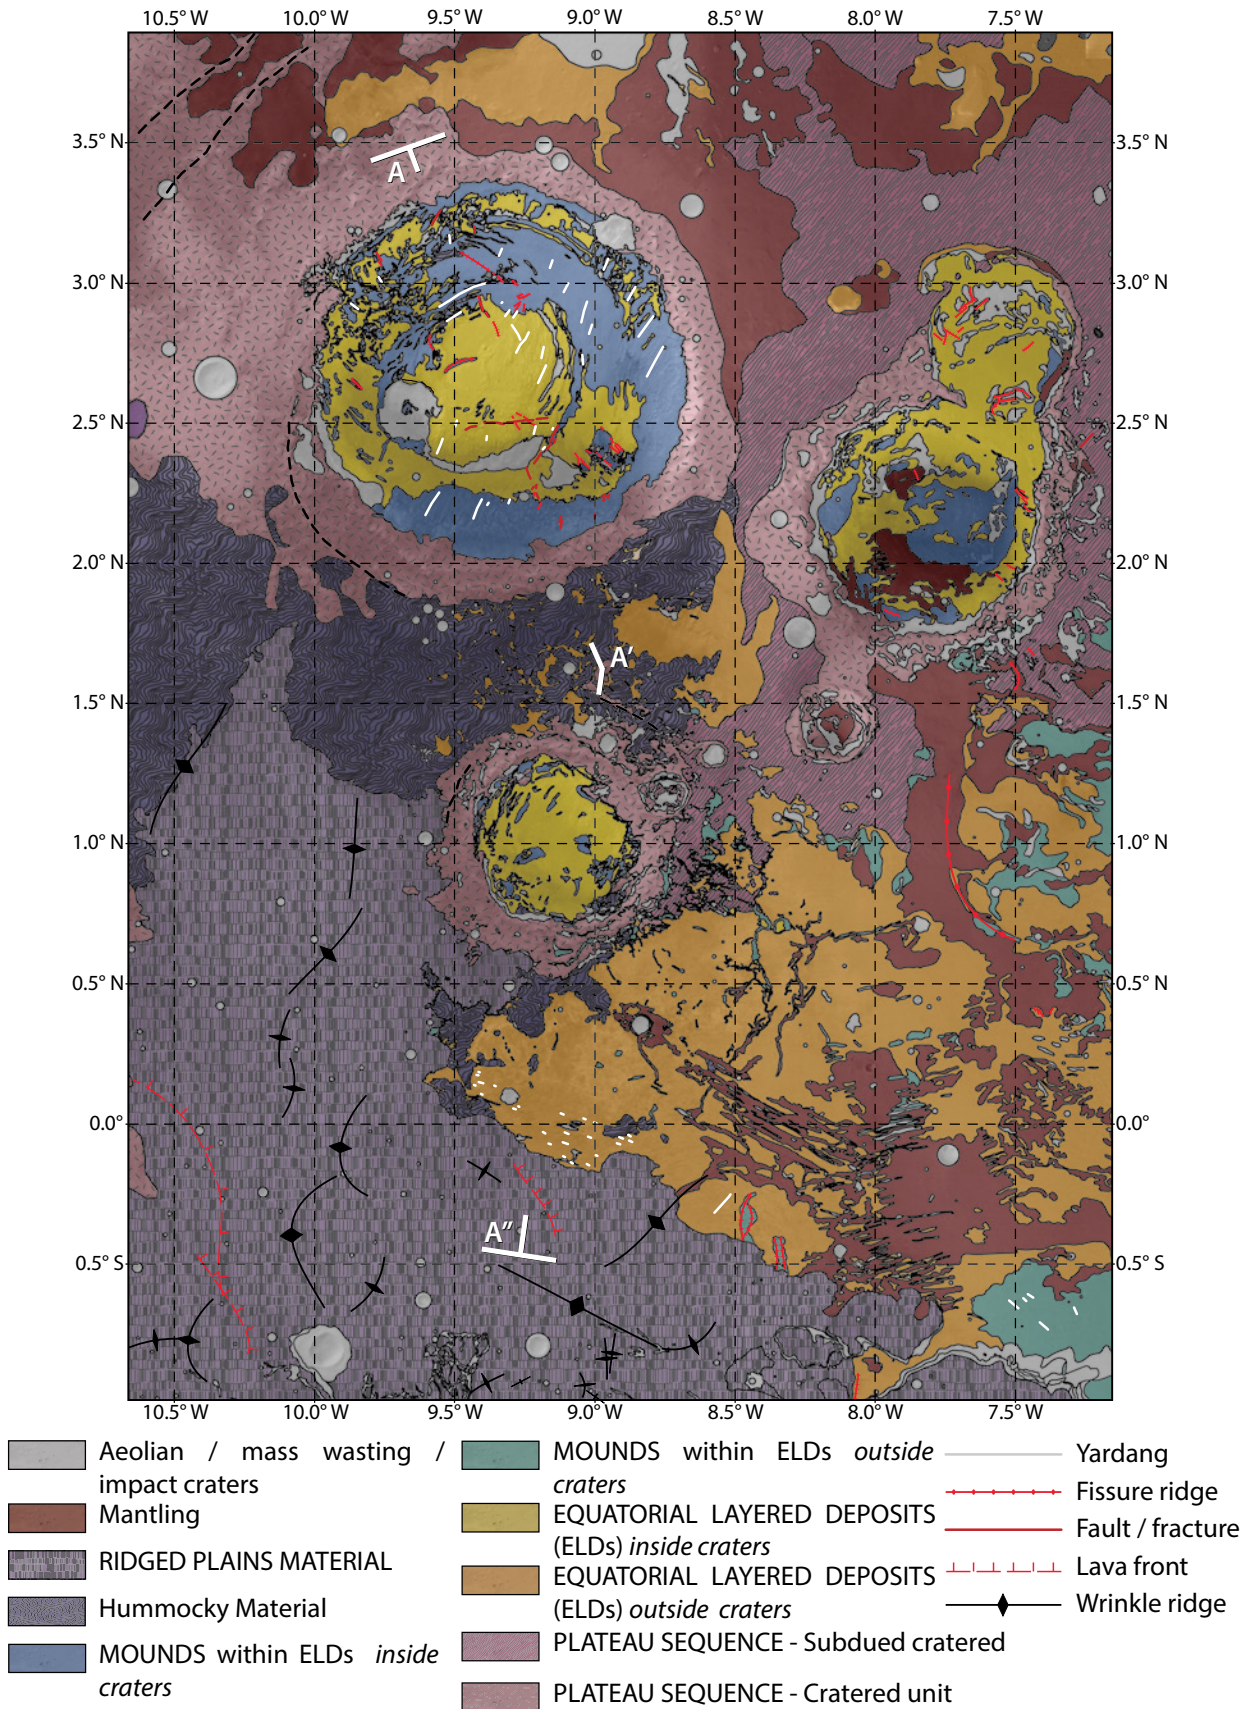 10.5° W 10.0° W 9.5° W 9.0° W 8.5° W 8.0° W 7.5° W
3.5° N 3.5° N
A
3.0° N 3.0° N
2.5° N 2.5° N
2.0° N 2.0° N
A′
1.5° N 1.5° N
1.0° N 1.0° N
0.5° N 0.5° N
0.0° 0.0°
A″
0.5° S 0.5° S
10.5° W 10.0° W 9.5° W 9.0° W 8.5° W 8.0° W 7.5° W
Aeolian / mass wasting /
impact craters
Mantling
RIDGED PLAINS MATERIAL
Hummocky Material
MOUNDS within ELDs inside
craters
MOUNDS within ELDs outside
craters
EQUATORIAL LAYERED DEPOSITS
(ELDs) inside craters
EQUATORIAL LAYERED DEPOSITS
(ELDs) outside craters
PLATEAU SEQUENCE - Subdued cratered
PLATEAU SEQUENCE - Cratered unit
Yardang
Fissure ridge
Fault / fracture
Lava front
Wrinkle ridge